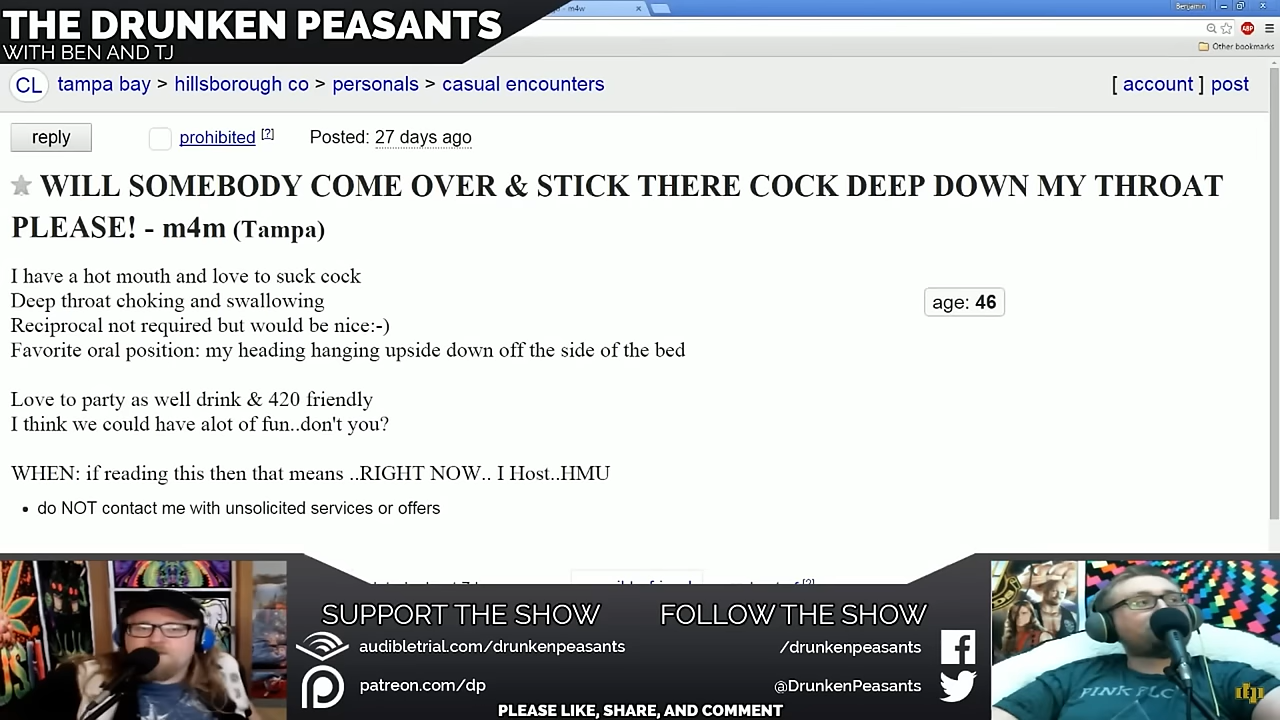 THE DRUNKEN PEASANTS
WITH BEN AND TJ
- m4w
Benjamin
ABP
Other bookmarks
CL tampa bay > hillsborough co > personals > casual encounters
[ account ] post
reply
prohibited [?]
Posted: 27 days ago
WILL SOMEBODY COME OVER & STICK THERE COCK DEEP DOWN MY THROAT
PLEASE! - m4m (Tampa)
I have a hot mouth and love to suck cock
Deep throat choking and swallowing
Reciprocal not required but would be nice:-)
Favorite oral position: my heading hanging upside down off the side of the bed
age: 46
Love to party as well drink & 420 friendly
I think we could have alot of fun..don't you?
WHEN: if reading this then that means ..RIGHT NOW.. I Host..HMU
• do NOT contact me with unsolicited services or offers
SUPPORT THE SHOW
audibletrial.com/drunkenpeasants
patreon.com/dp
FOLLOW THE SHOW
/drunkenpeasants
@DrunkenPeasants
PLEASE LIKE, SHARE, AND COMMENT
PINK FLO